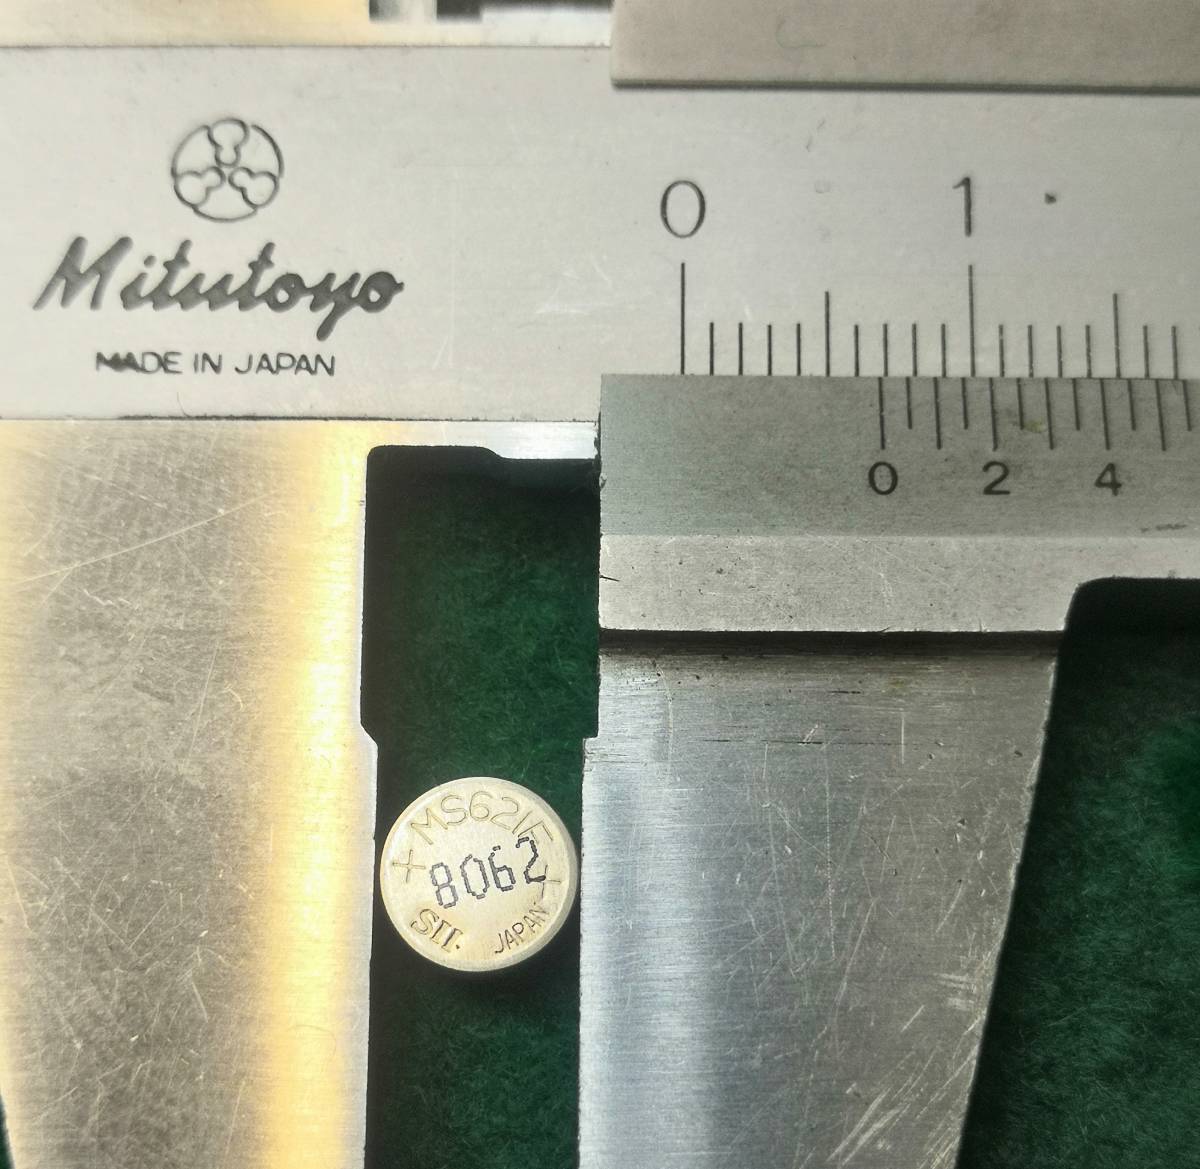 Mitutoyo
MADE IN JAPAN
0 1
0 2 4
MS621F
+ +
8062
SII.
JAPAN